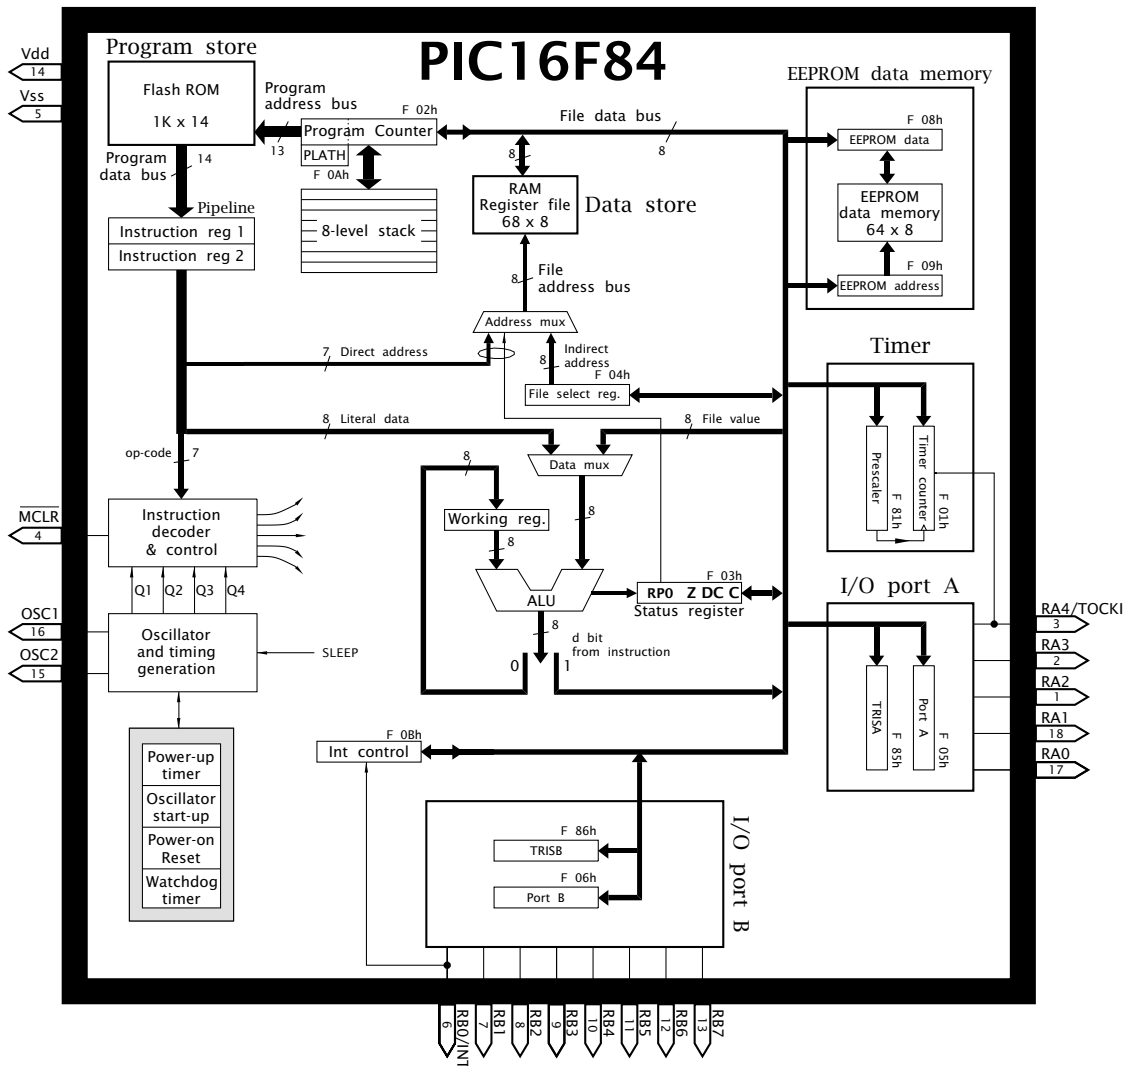 PIC16F84
Vdd
14
Vss
5
Program store
Flash ROM
1K x 14
Program
address bus
13
F 02h
Program Counter
PLATH
F 0Ah
8-level stack
Program
data bus
14
Pipeline
Instruction reg 1
Instruction reg 2
File data bus
8
8
RAM
Register file
68 x 8
Data store
8
File
address bus
Address mux
7
Direct address
8
Indirect
address
F 04h
File select reg.
8
Literal data
8
File value
Data mux
8
8
Working reg.
8
ALU
8
d bit
from instruction
0
1
F 03h
RP0 Z DC C
Status register
EEPROM data memory
F 08h
EEPROM data
EEPROM
data memory
64 x 8
F 09h
EEPROM address
Timer
Prescaler
F 81h
Timer counter
F 01h
I/O port A
TRISA
F 85h
Port A
F 05h
RA4/TOCKI
3
RA3
2
RA2
1
RA1
18
RA0
17
op-code
7
MCLR
4
Instruction
decoder
& control
Q1
Q2
Q3
Q4
OSC1
16
OSC2
15
Oscillator
and timing
generation
SLEEP
Power-up
timer
Oscillator
start-up
Power-on
Reset
Watchdog
timer
F 0Bh
Int control
I/O port B
F 86h
TRISB
F 06h
Port B
6
RB0/INT
7
RB1
8
RB2
9
RB3
10
RB4
11
RB5
12
RB6
13
RB7